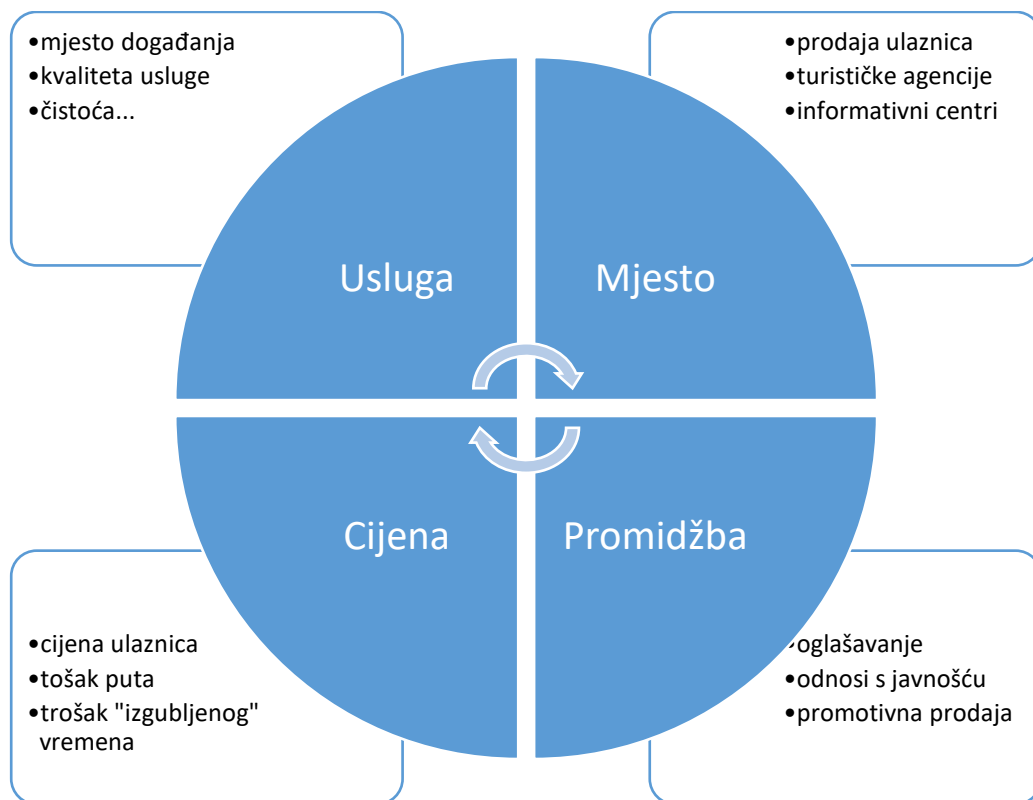 •mjesto događanja
•kvaliteta usluge
•čistoća...
•prodaja ulaznica
•turističke agencije
•informativni centri
Usluga
Mjesto
Cijena
Promidžba
•cijena ulaznica
•tošak puta
•trošak "izgubljenog"
vremena
•oglašavanje
•odnosi s javnošću
•promotivna prodaja